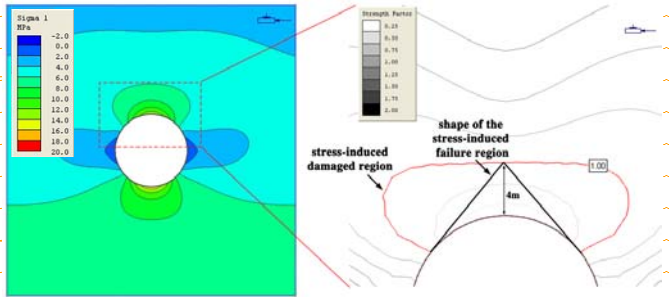 Sigma 1
MPa
-2.0
0.0
2.0
4.0
6.0
8.0
10.0
12.0
14.0
16.0
18.0
20.0
Strength Factor
0.25
0.50
0.75
1.00
1.25
1.50
1.75
2.00
stress-induced
damaged region
shape of the
stress-induced
failure region
1.00
4m